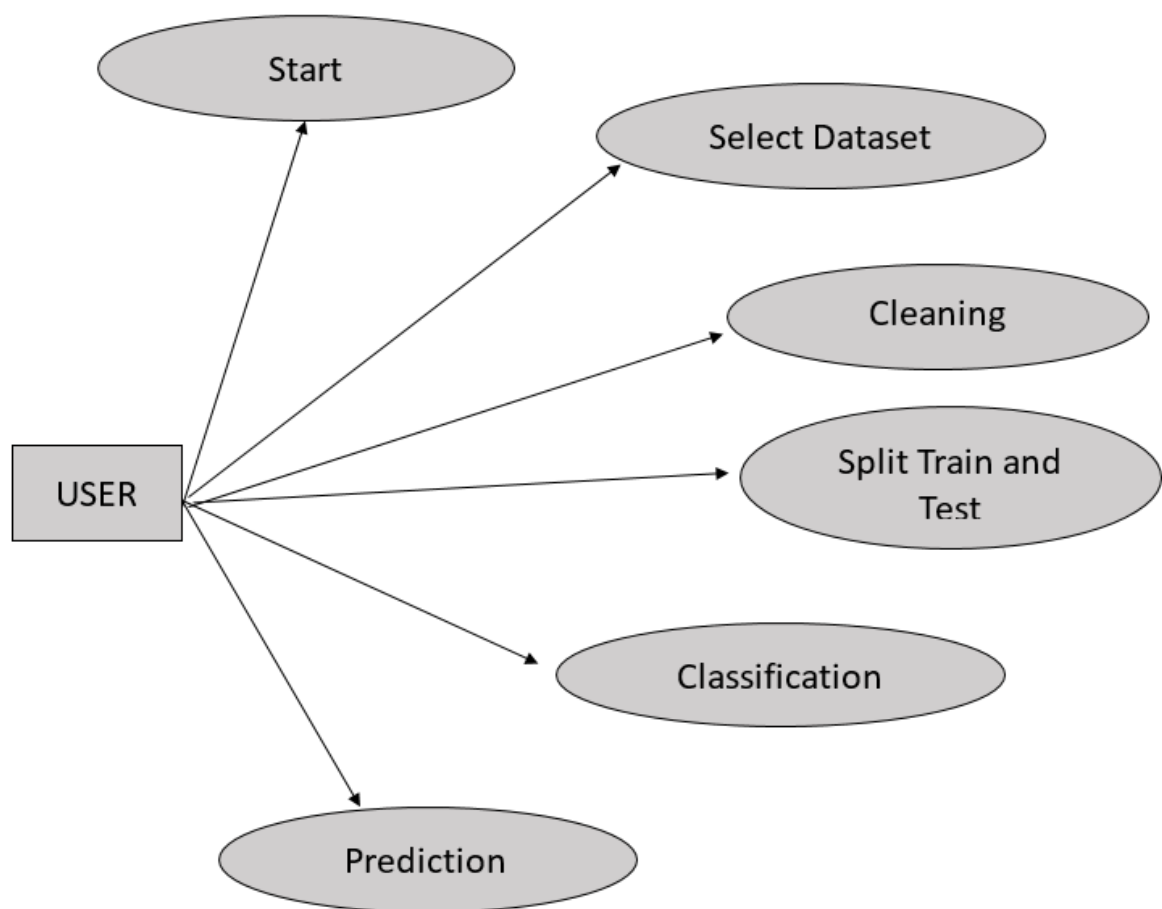 Start
Select Dataset
Cleaning
Split Train and
Test
USER
Classification
Prediction